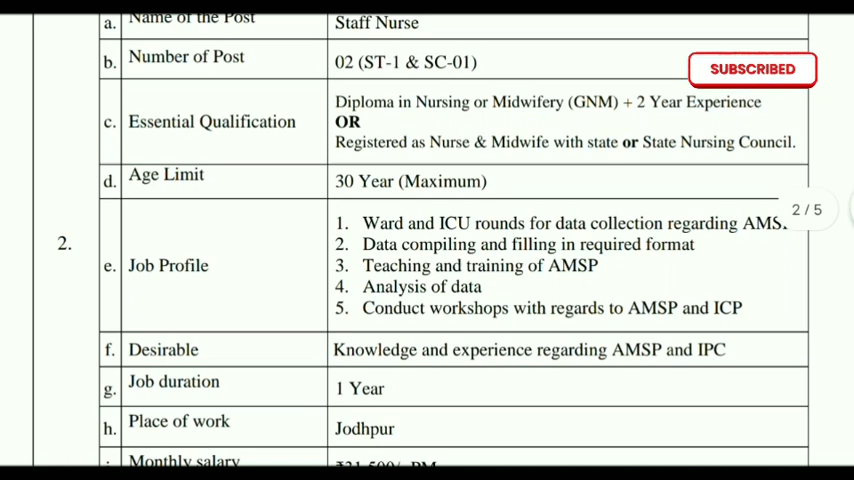 a. Name of the Post Staff Nurse
b. Number of Post 02 (ST-1 & SC-01)
SUBSCRIBED
c. Essential Qualification Diploma in Nursing or Midwifery (GNM) + 2 Year Experience
OR
Registered as Nurse & Midwife with state or State Nursing Council.
d. Age Limit 30 Year (Maximum)
2 / 5
2.
e. Job Profile
1. Ward and ICU rounds for data collection regarding
2. Data compiling and filling in required format
3. Teaching and training of AMSP
4. Analysis of data
5. Conduct workshops with regards to AMSP and ICP
f. Desirable Knowledge and experience regarding AMSP and IPC
g. Job duration 1 Year
h. Place of work Jodhpur
Monthly salary